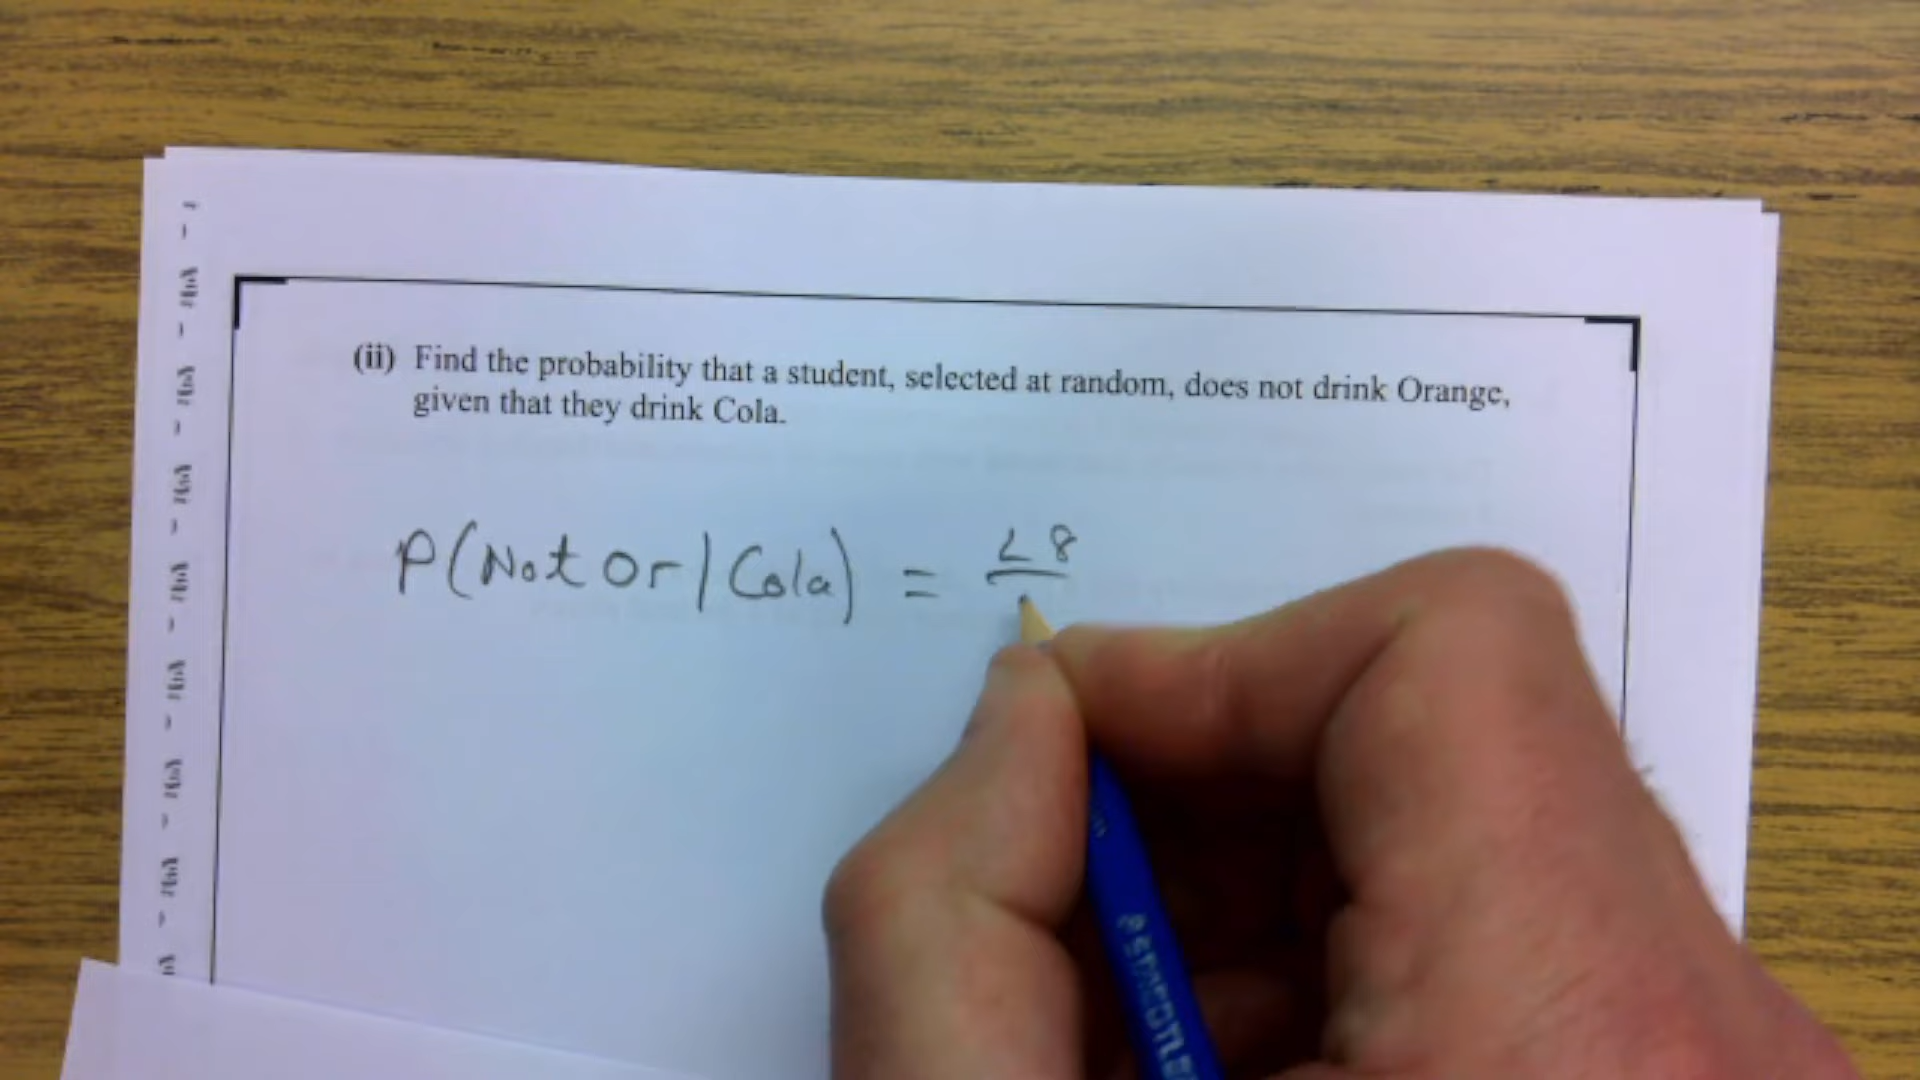 (ii) Find the probability that a student, selected at random, does not drink Orange,
given that they drink Cola.
P(Not Or | Cola) = 28
STAEDTLER